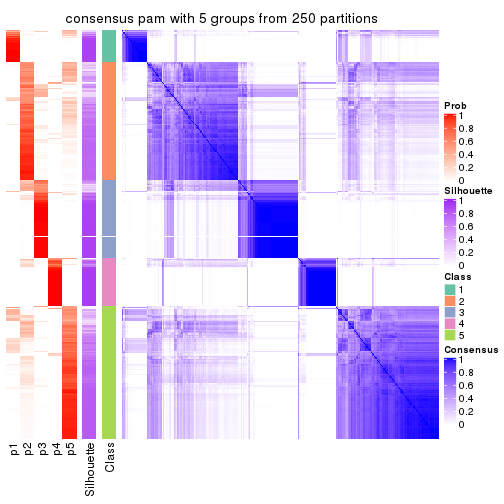 consensus pam with 5 groups from 250 partitions
Prob
1
0.8
0.6
0.4
0.2
0
Silhouette
1
0.8
0.6
0.4
0.2
0
Class
1
2
3
4
5
Consensus
1
0.8
0.6
0.4
0.2
0
p1
p2
p3
p4
p5
Silhouette
Class